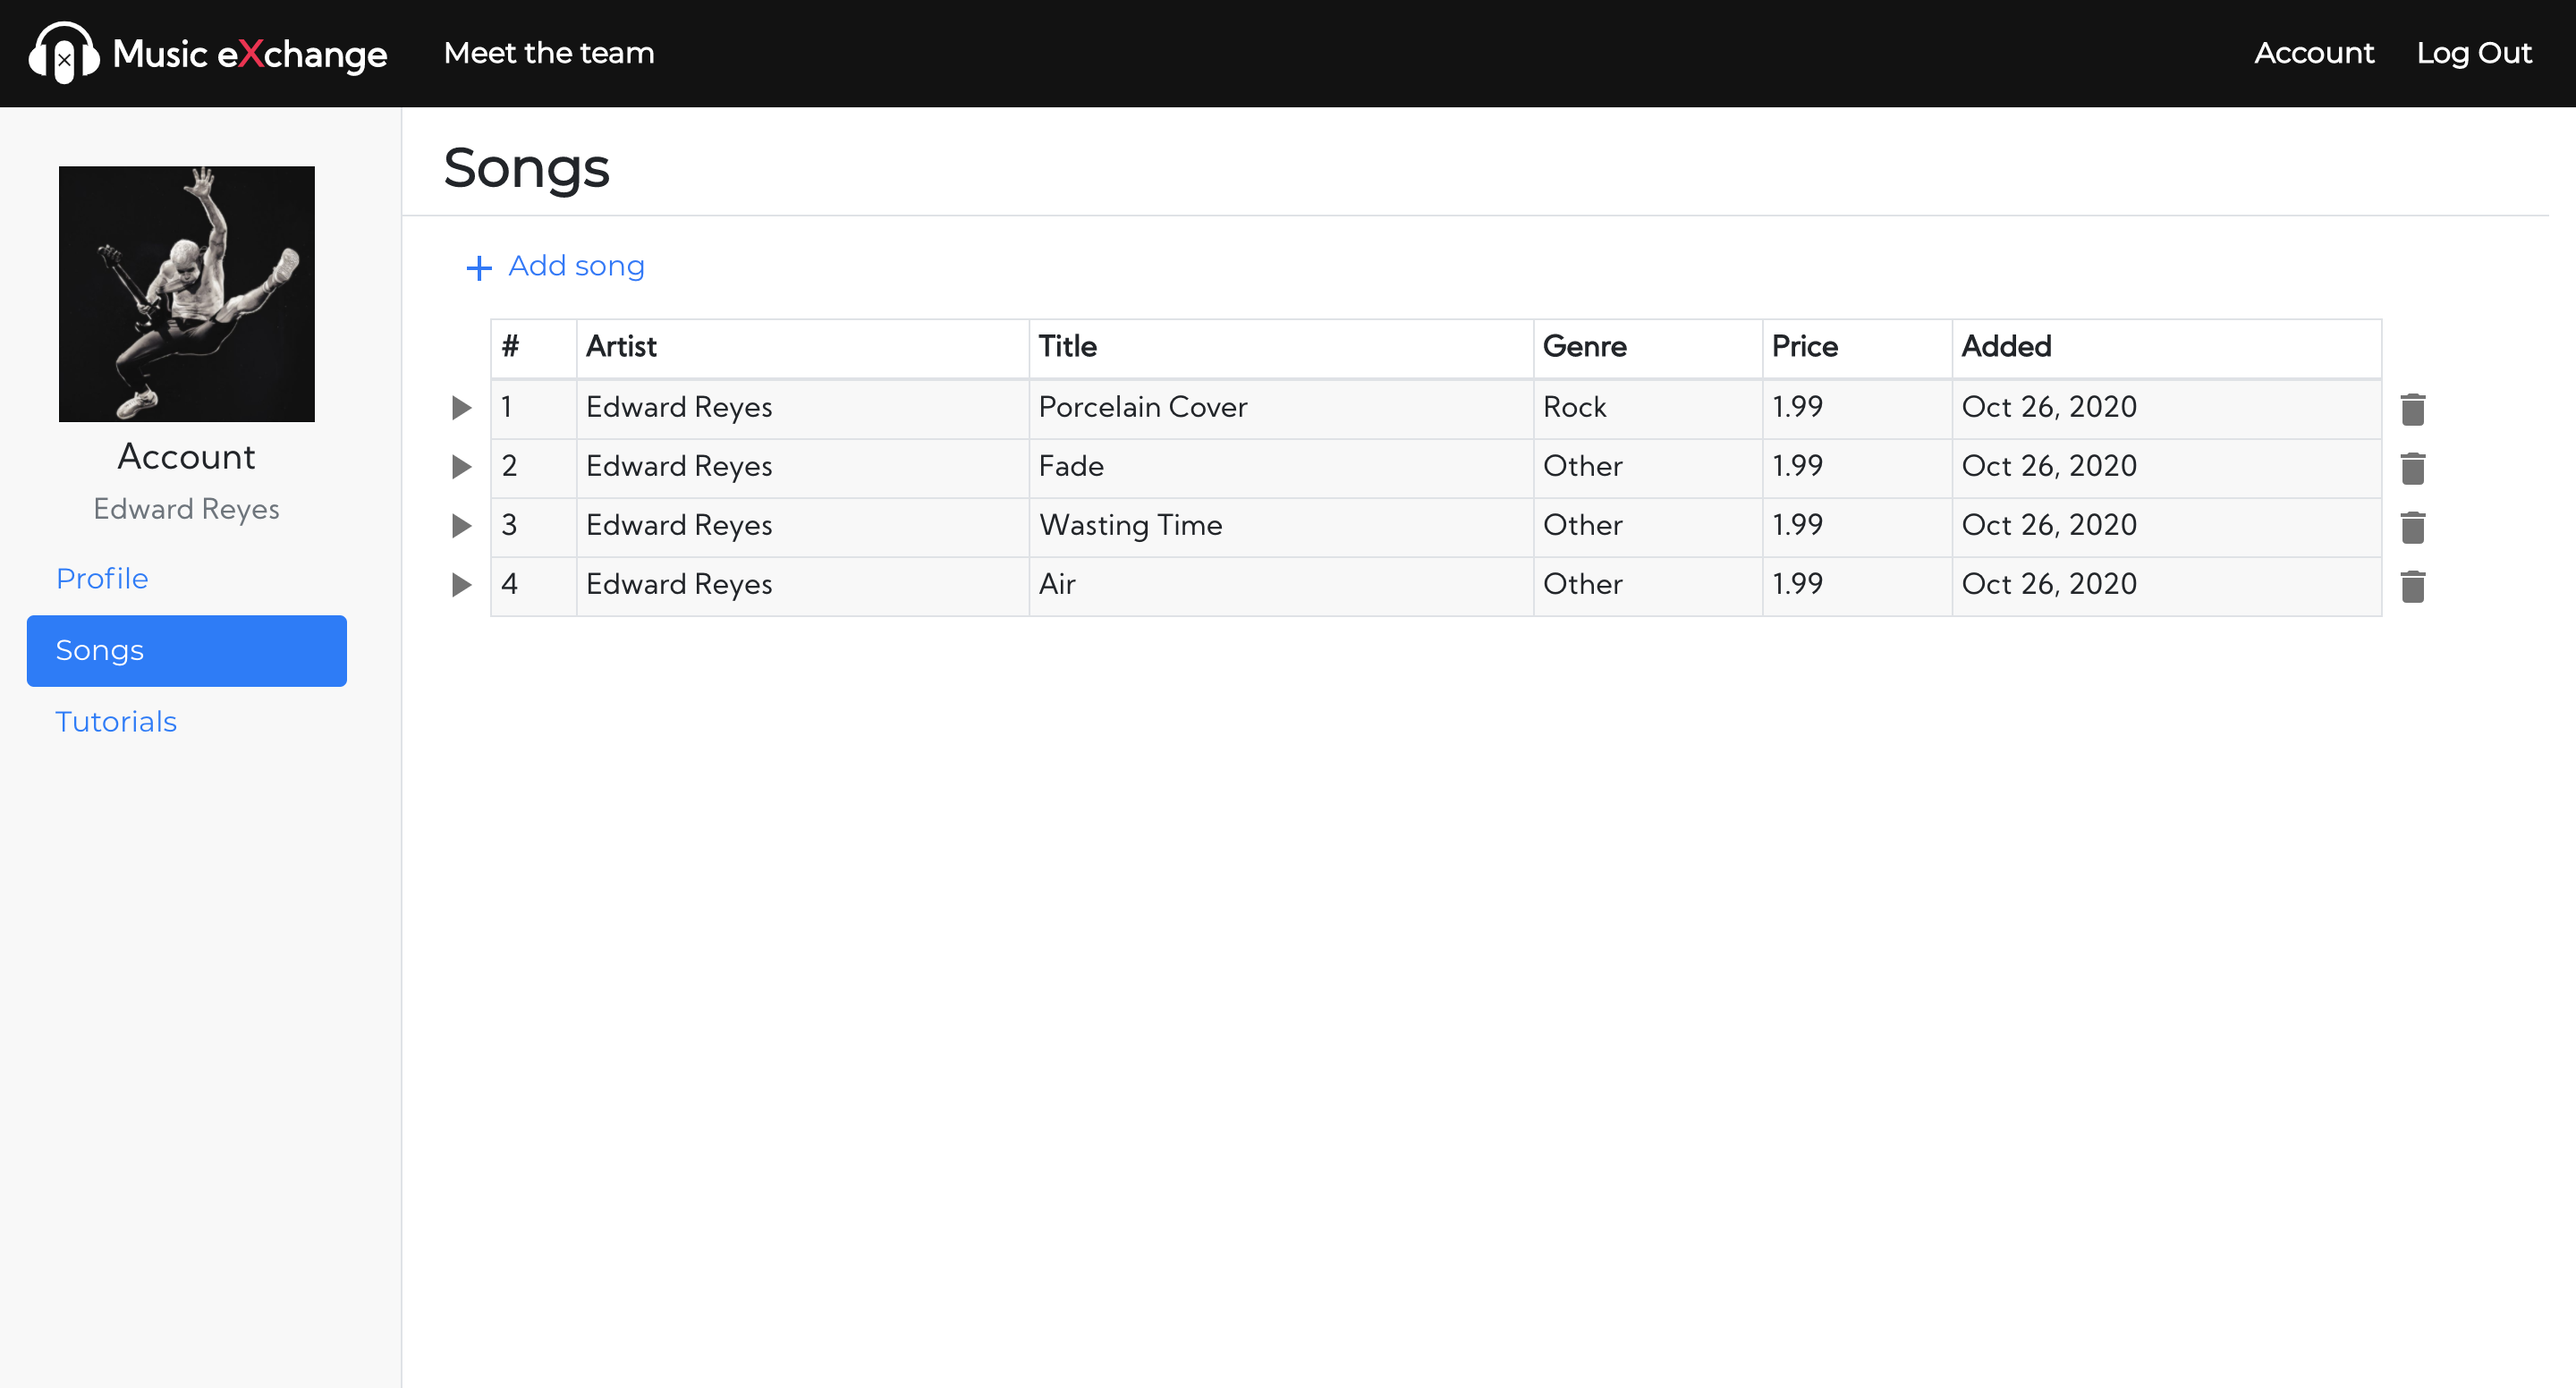 Music eXchange Meet the team Account Log Out
Songs
Add song
Account
Edward Reyes
Profile
Songs
Tutorials
# Artist Title Genre Price Added
1 Edward Reyes Porcelain Cover Rock 1.99 Oct 26, 2020
2 Edward Reyes Fade Other 1.99 Oct 26, 2020
3 Edward Reyes Wasting Time Other 1.99 Oct 26, 2020
4 Edward Reyes Air Other 1.99 Oct 26, 2020